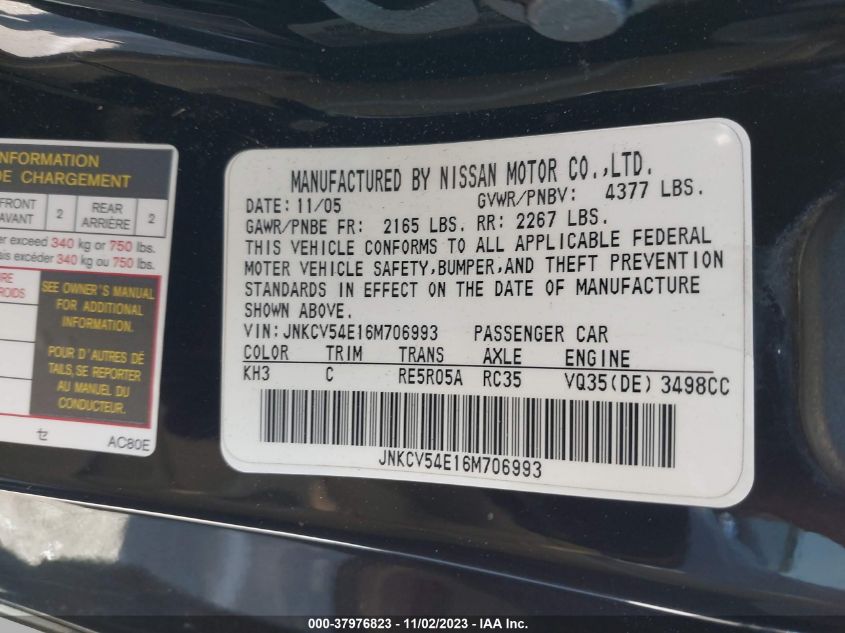 INFORMATION
DE CHARGEMENT
FRONT
AVANT
2
REAR
ARRIÈRE
2
er exceed 340 kg or 750 lbs.
ais excéder 340 kg ou 750 lbs.
SEE OWNER'S MANUAL
FOR ADDITIONAL
INFORMATION.
POUR D'AUTRES DÉ
TAILS, SE REPORTER
AU MANUEL DU
CONDUCTEUR.
AC80E
MANUFACTURED BY NISSAN MOTOR CO.,LTD.
DATE: 11/05 GVWR/PNBV: 4377 LBS.
GAWR/PNBE FR: 2165 LBS. RR: 2267 LBS.
THIS VEHICLE CONFORMS TO ALL APPLICABLE FEDERAL
MOTER VEHICLE SAFETY,BUMPER,AND THEFT PREVENTION
STANDARDS IN EFFECT ON THE DATE OF MANUFACTURE
SHOWN ABOVE.
VIN:JNKCV54E16M706993 PASSENGER CAR
COLOR TRIM TRANS AXLE ENGINE
KH3 C RE5R05A RC35 VQ35(DE) 3498CC
JNKCV54E16M706993
000-37976823 - 11/02/2023 - IAA Inc.